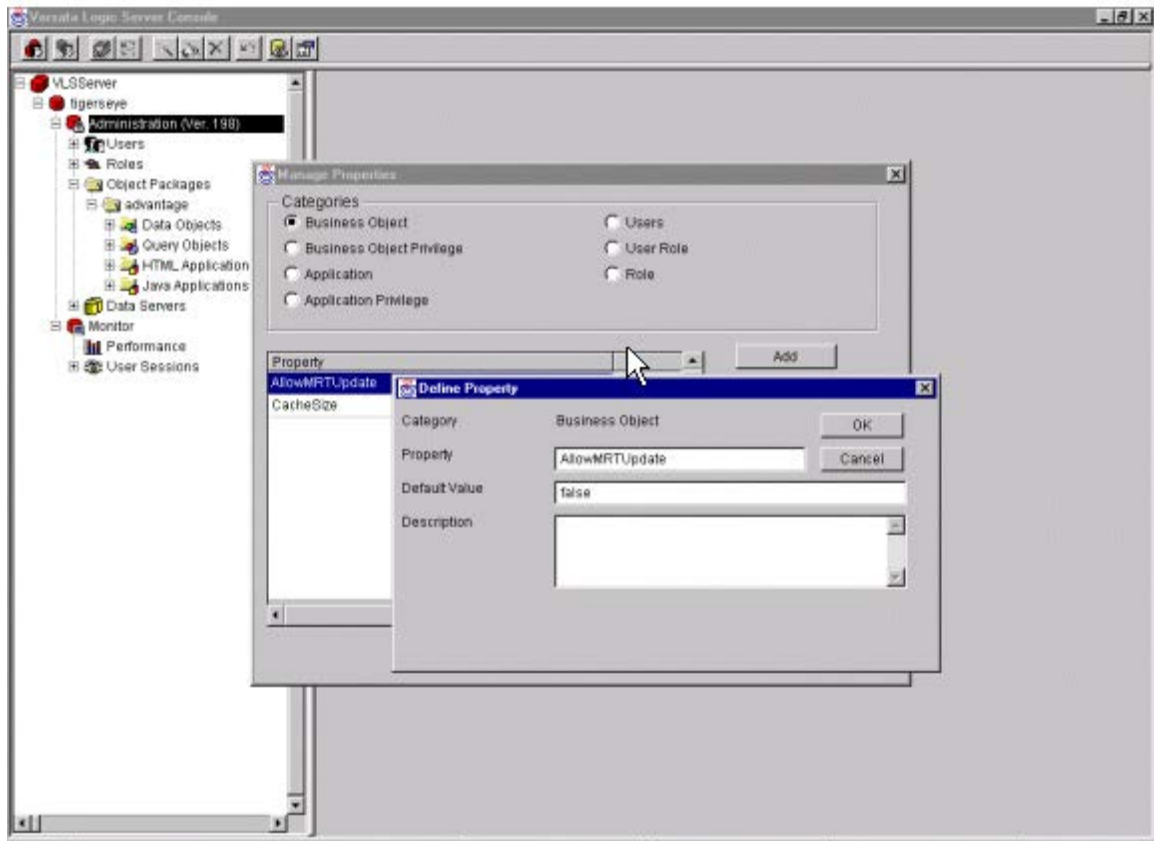 Versata Logic Server Console
VLSServer
tigerseye
Administration (Ver. 198)
Users
Roles
Object Packages
advantage
Data Objects
Query Objects
HTML Application
Java Applications
Data Servers
Monitor
Performance
User Sessions
Manage Properties
Categories
Business Object
Users
Business Object Privilege
User Role
Application
Role
Application Privilege
Property
Add
AllowMRTUpdate
CacheSize
Define Property
Category Business Object OK
Property AllowMRTUpdate Cancel
Default Value false
Description